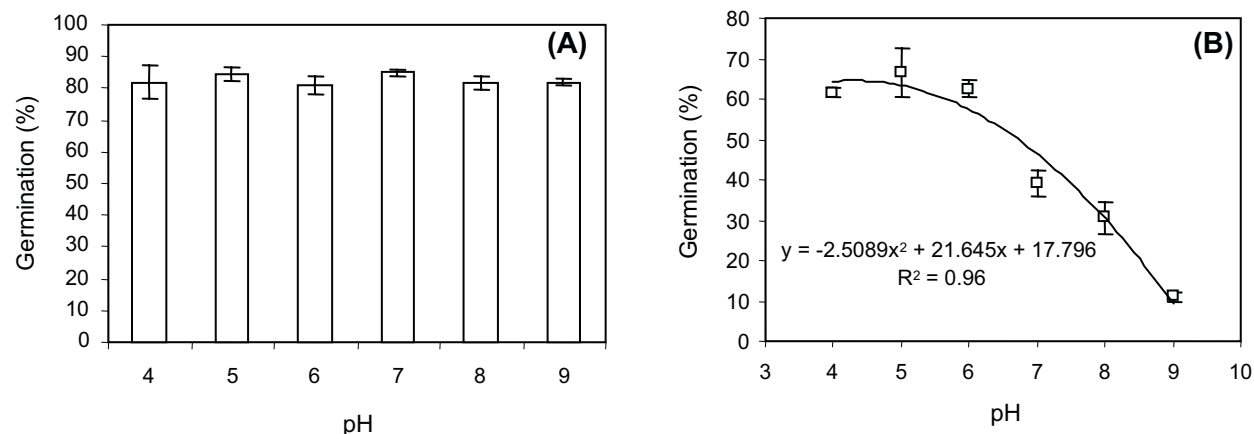 (A)
Germination (%)
100
90
80
70
60
50
40
30
20
10
0
4 5 6 7 8 9
pH
(B)
Germination (%)
80
70
60
50
40
30
20
10
0
y = -2.5089x² + 21.645x + 17.796
R² = 0.96
3 4 5 6 7 8 9 10
pH